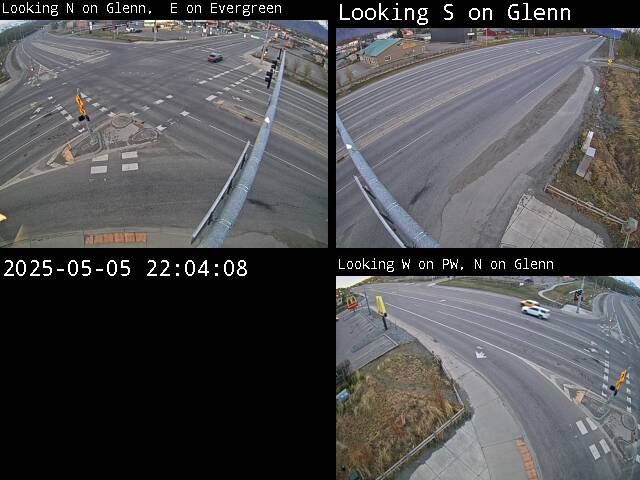 Looking N on Glenn,  E on Evergreen
Looking S on Glenn
2025-05-05 22:04:08
Looking W on PW, N on Glenn